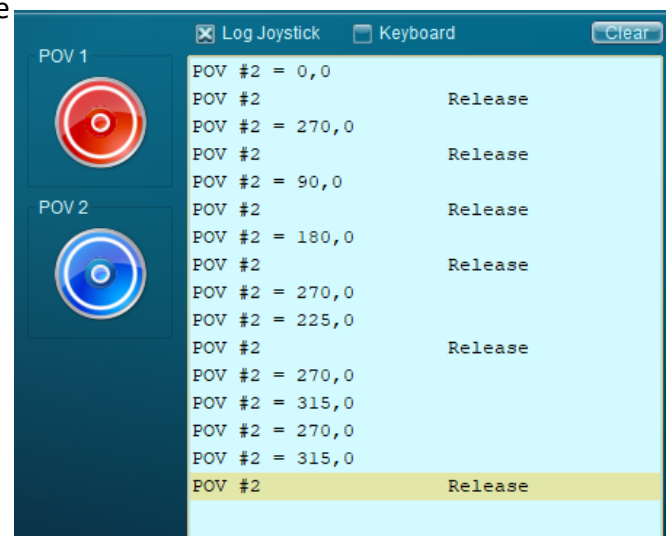 e
Log Joystick Keyboard Clear
POV 1
POV 2
POV #2 = 0,0
POV #2 Release
POV #2 = 270,0
POV #2 Release
POV #2 = 90,0
POV #2 Release
POV #2 = 180,0
POV #2 Release
POV #2 = 270,0
POV #2 = 225,0
POV #2 Release
POV #2 = 270,0
POV #2 = 315,0
POV #2 = 270,0
POV #2 = 315,0
POV #2 Release